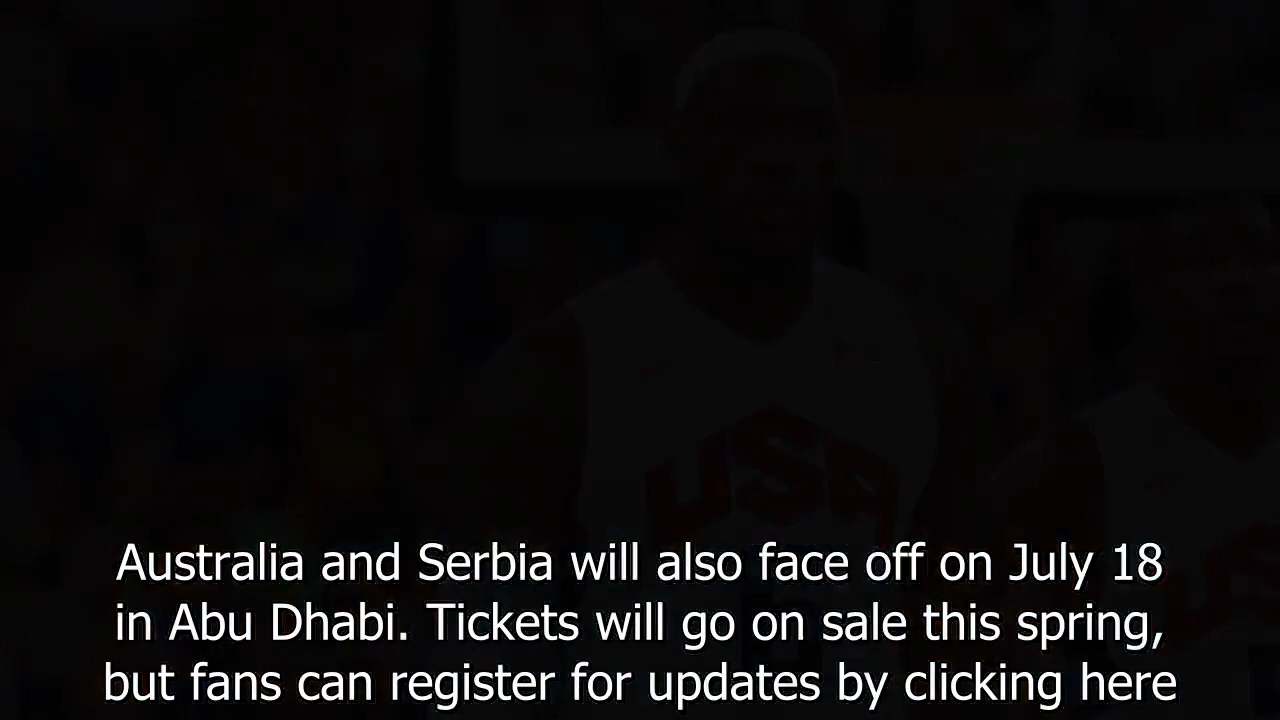 USA
Australia and Serbia will also face off on July 18
in Abu Dhabi. Tickets will go on sale this spring,
but fans can register for updates by clicking here